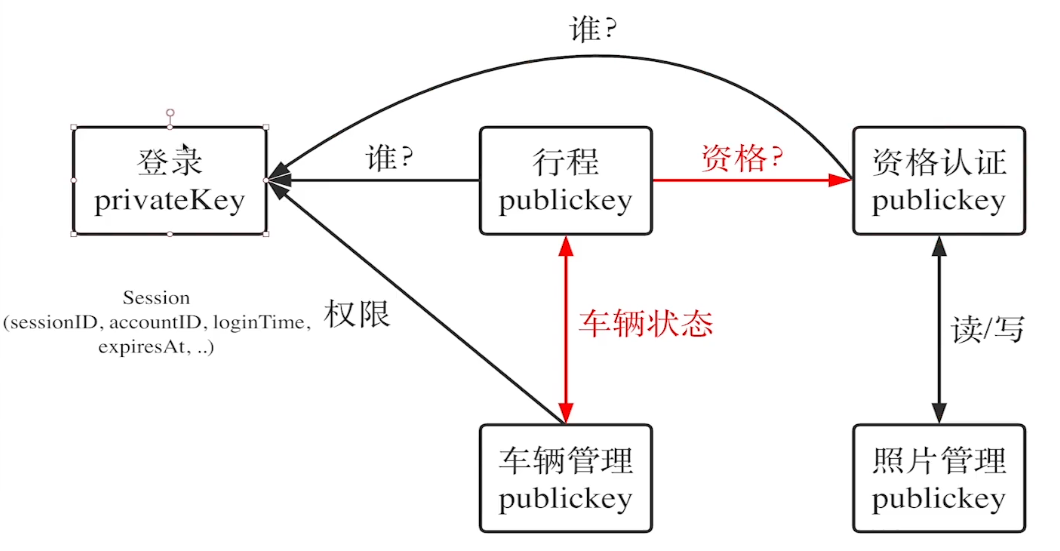 谁?
登录
privateKey
谁?
行程
publickey
资格?
资格认证
publickey
Session
(sessionID, accountID, loginTime,
expiresAt, ..)
权限
车辆状态
读/写
车辆管理
publickey
照片管理
publickey